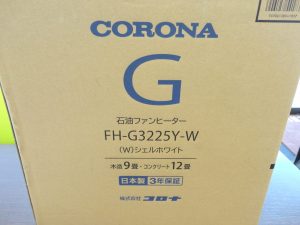 CORONA
G
石油ファンヒーター
FH-G3225Y-W
(W)シェルホワイト
木造9畳・コンクリート12畳
日本製 3年保証
株式会社コロナ